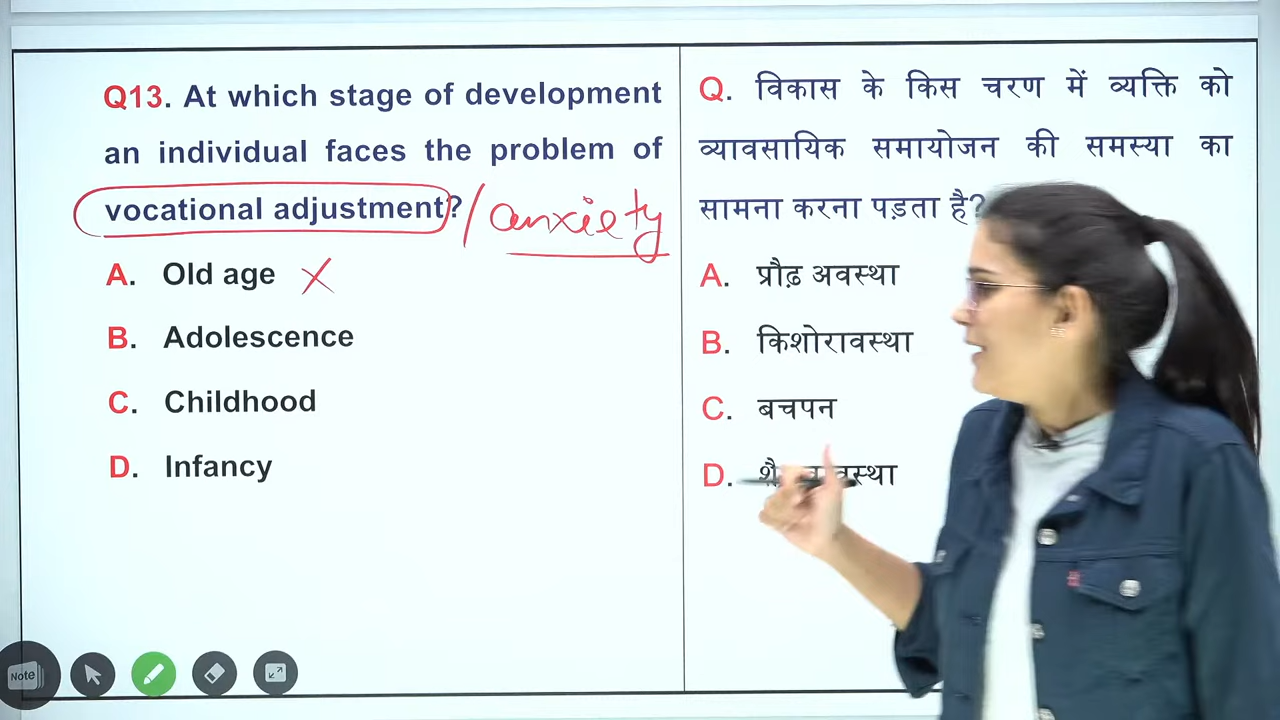 Q13. At which stage of development
an individual faces the problem of
vocational adjustment? / anxiety
A. Old age X
B. Adolescence
C. Childhood
D. Infancy
Q. विकास के किस चरण में व्यक्ति को
व्यावसायिक समायोजन की समस्या का
सामना करना पड़ता है?
A. प्रौढ़ अवस्था
B. किशोरावस्था
C. बचपन
D.
Note